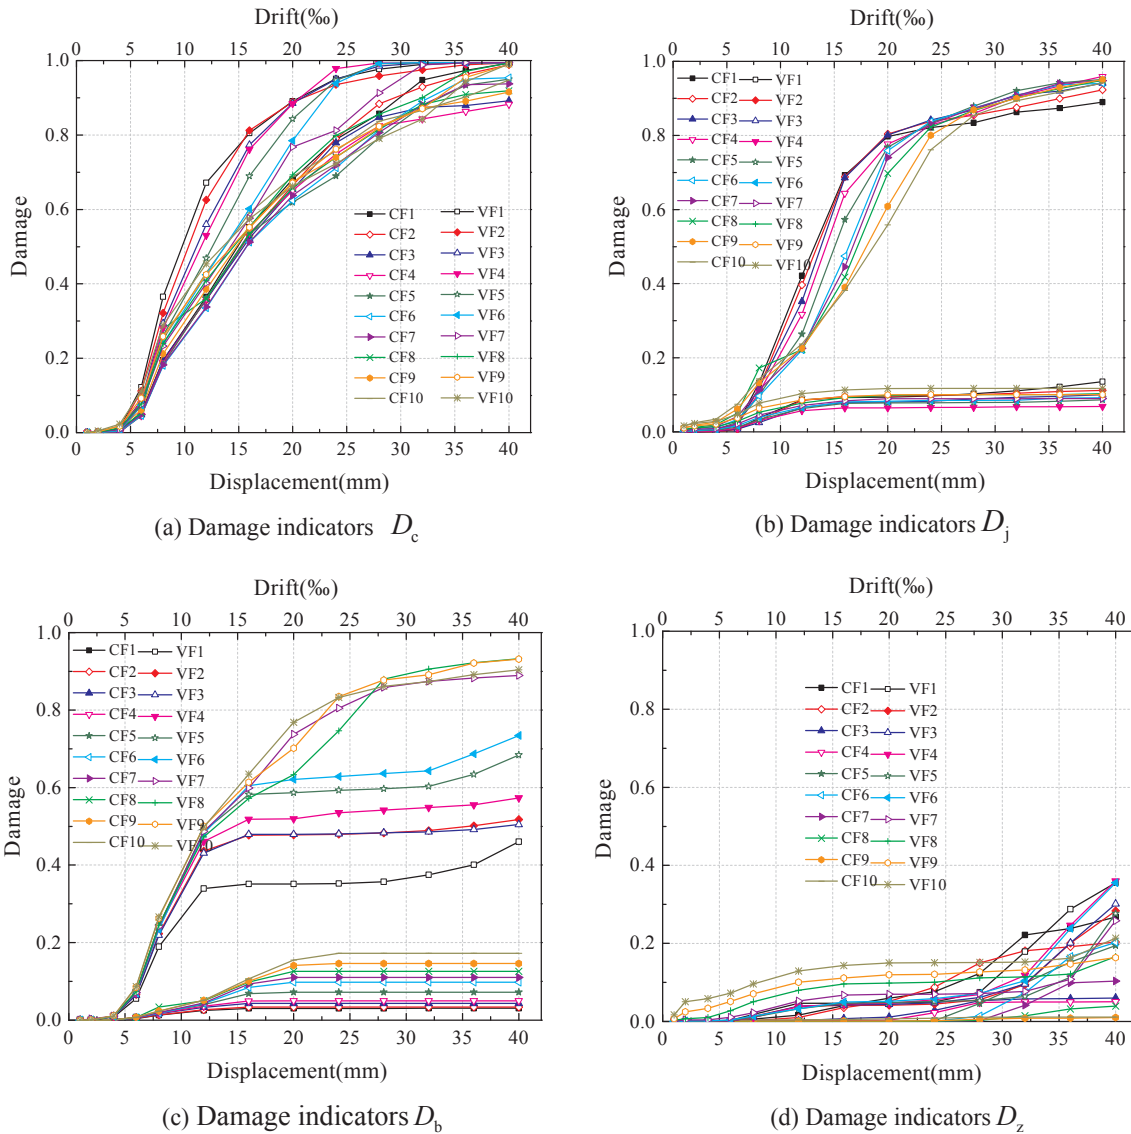 Drift(‰)
0 5 10 15 20 25 30 35 40
1.0
0.8
0.6
0.4
0.2
0.0
Damage
CF1 VF1
CF2 VF2
CF3 VF3
CF4 VF4
CF5 VF5
CF6 VF6
CF7 VF7
CF8 VF8
CF9 VF9
CF10 VF10
0 5 10 15 20 25 30 35 40
Displacement(mm)
(a) Damage indicators D_c
Drift(‰)
0 5 10 15 20 25 30 35 40
1.0
0.8
0.6
0.4
0.2
0.0
Damage
CF1 VF1
CF2 VF2
CF3 VF3
CF4 VF4
CF5 VF5
CF6 VF6
CF7 VF7
CF8 VF8
CF9 VF9
CF10 VF10
0 5 10 15 20 25 30 35 40
Displacement(mm)
(b) Damage indicators D_j
Drift(‰)
0 5 10 15 20 25 30 35 40
1.0
0.8
0.6
0.4
0.2
0.0
Damage
CF1 VF1
CF2 VF2
CF3 VF3
CF4 VF4
CF5 VF5
CF6 VF6
CF7 VF7
CF8 VF8
CF9 VF9
CF10 VF10
0 5 10 15 20 25 30 35 40
Displacement(mm)
(c) Damage indicators D_b
Drift(‰)
0 5 10 15 20 25 30 35 40
1.0
0.8
0.6
0.4
0.2
0.0
Damage
CF1 VF1
CF2 VF2
CF3 VF3
CF4 VF4
CF5 VF5
CF6 VF6
CF7 VF7
CF8 VF8
CF9 VF9
CF10 VF10
0 5 10 15 20 25 30 35 40
Displacement(mm)
(d) Damage indicators D_z